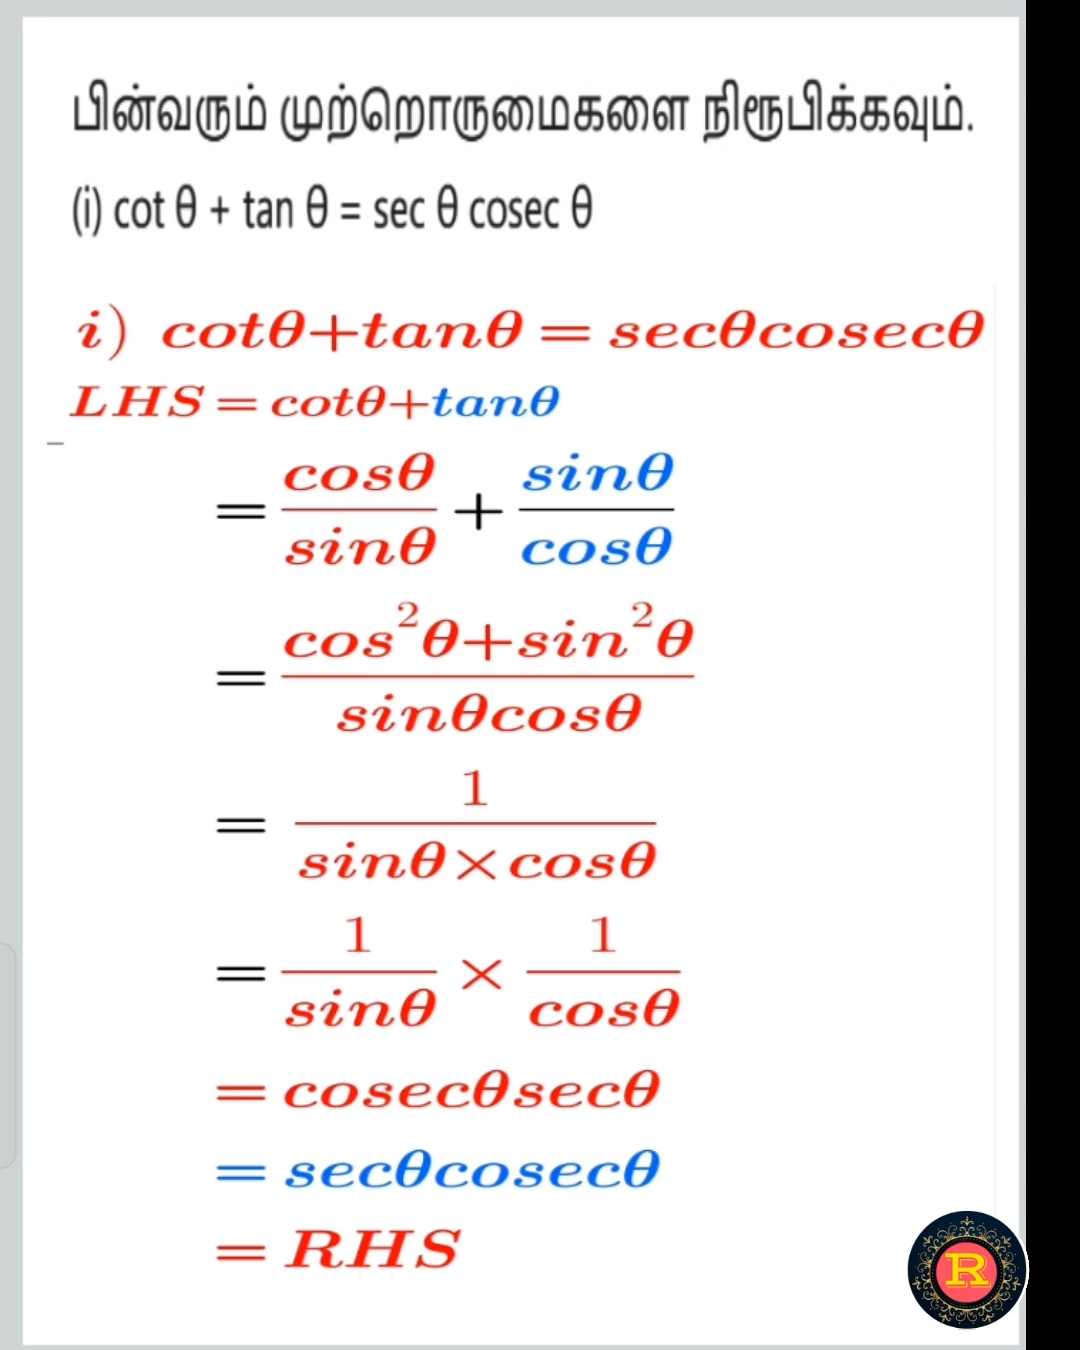 பின்வரும் முற்றொருமைகளை நிரூபிக்கவும்.
(i) cot θ + tan θ = sec θ cosec θ
i) cotθ+tanθ = secθcosecθ
LHS = cotθ+tanθ
= cosθ/sinθ + sinθ/cosθ
= cos²θ+sin²θ/sinθcosθ
= 1/sinθ×cosθ
= 1/sinθ × 1/cosθ
= cosecθsecθ
= secθcosecθ
= RHS
R